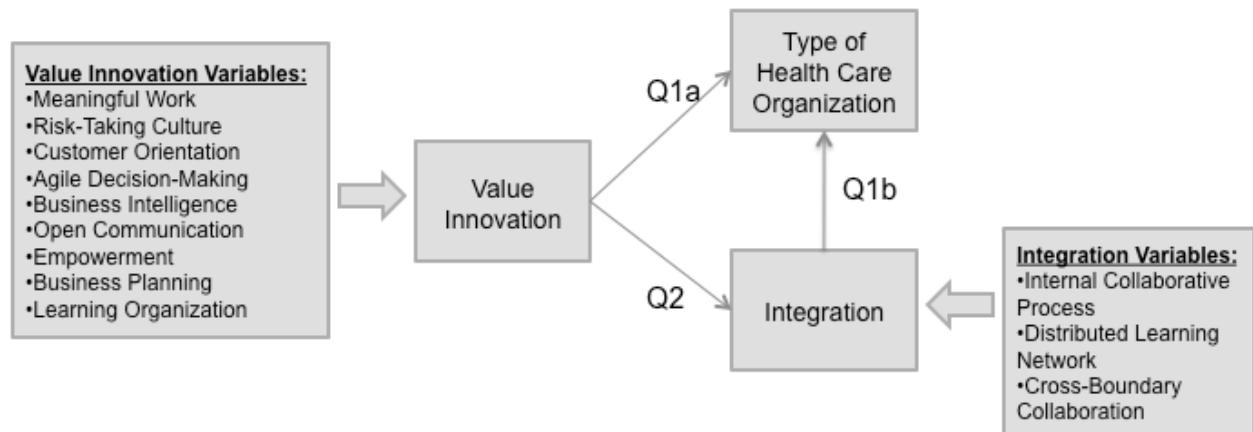 Value Innovation Variables:
•Meaningful Work
•Risk-Taking Culture
•Customer Orientation
•Agile Decision-Making
•Business Intelligence
•Open Communication
•Empowerment
•Business Planning
•Learning Organization
Value
Innovation
Q1a
Q2
Type of
Health Care
Organization
Q1b
Integration
Integration Variables:
•Internal Collaborative
Process
•Distributed Learning
Network
•Cross-Boundary
Collaboration